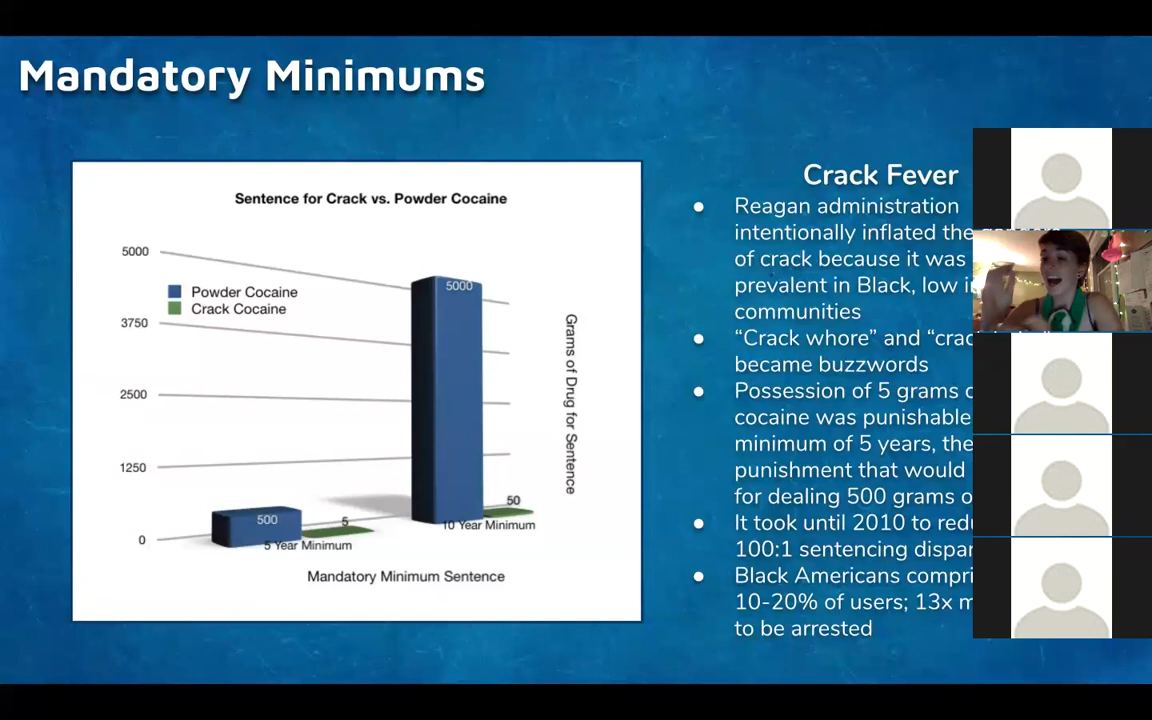 Mandatory Minimums
Sentence for Crack vs. Powder Cocaine
5000
3750
2500
1250
0
Powder Cocaine
Crack Cocaine
5000
500
5
50
5 Year Minimum
10 Year Minimum
Mandatory Minimum Sentence
Grams of Drug for Sentence
Crack Fever
● Reagan administration
intentionally inflated the
of crack because it was
prevalent in Black, low
communities
● “Crack whore” and
became buzzwords
● Possession of 5 grams
cocaine was punishable
minimum of 5 years, the
punishment that would
for dealing 500 grams
● It took until 2010 to
100:1 sentencing
● Black Americans
10-20% of users; 13x
to be arrested